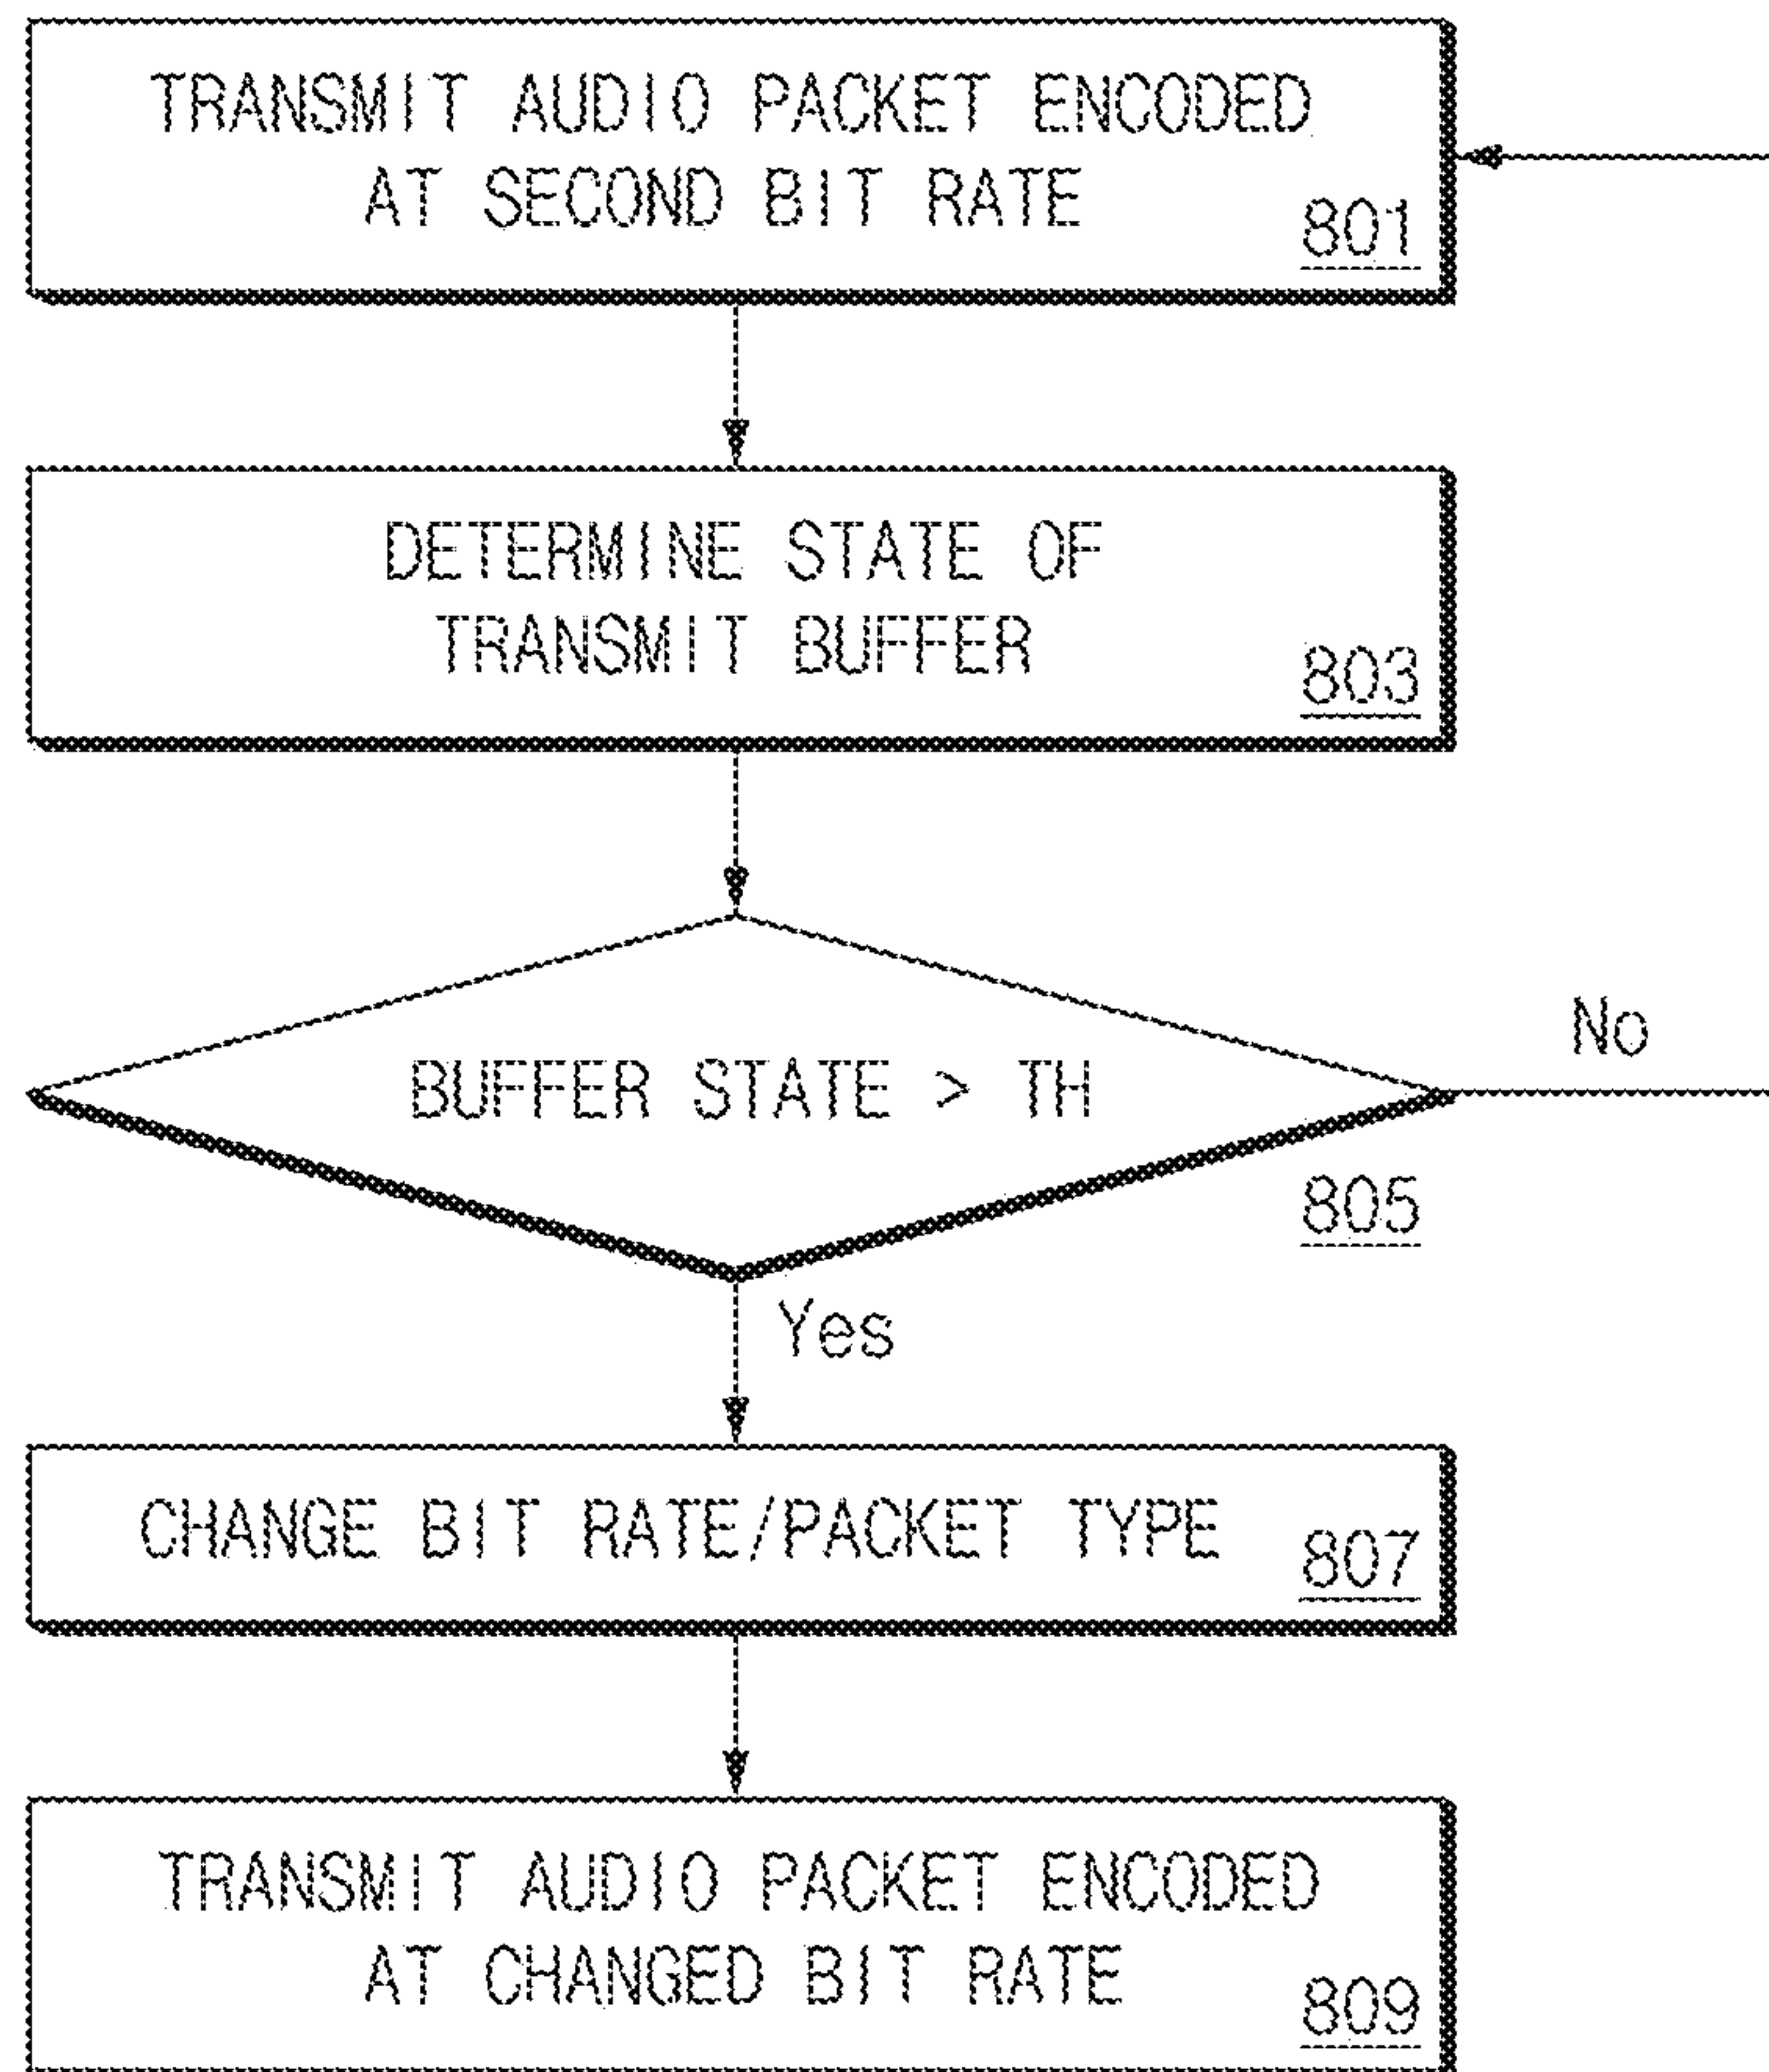 TRANSMIT AUDIO PACKET ENCODED
AT SECOND BIT RATE
801
DETERMINE STATE OF
TRANSMIT BUFFER
803
BUFFER STATE > TH
No
805
Yes
CHANGE BIT RATE/PACKET TYPE
807
TRANSMIT AUDIO PACKET ENCODED
AT CHANGED BIT RATE
809